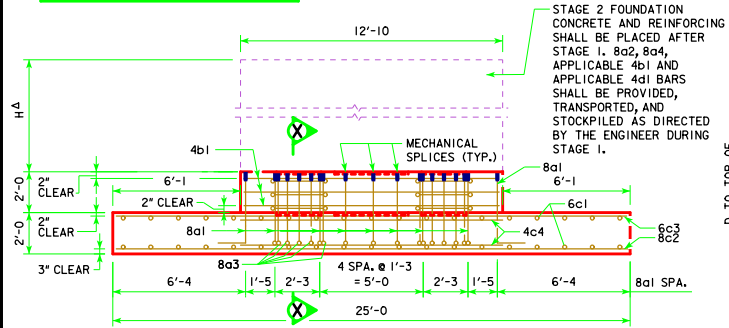 STAGE 2 FOUNDATION
CONCRETE AND REINFORCING
SHALL BE PLACED AFTER
STAGE 1. 8a2, 8a4,
APPLICABLE 4b1 AND
APPLICABLE 4d1 BARS
SHALL BE PROVIDED,
TRANSPORTED, AND
STOCKPILED AS DIRECTED
BY THE ENGINEER DURING
STAGE 1.
12'-10
H Δ
X
4b1
MECHANICAL
SPLICES (TYP.)
8a1
2'-0
2"
CLEAR
6'-1
6'-1
2" CLEAR
6c1
2'-0
2"
CLEAR
8a1
4c4
6c3
8c2
3" CLEAR
8a3
4 SPA. @ 1'-3
= 5'-0
6'-4
1'-5
2'-3
2'-3
1'-5
6'-4
8a1 SPA.
X
25'-0
D TO TOP OF